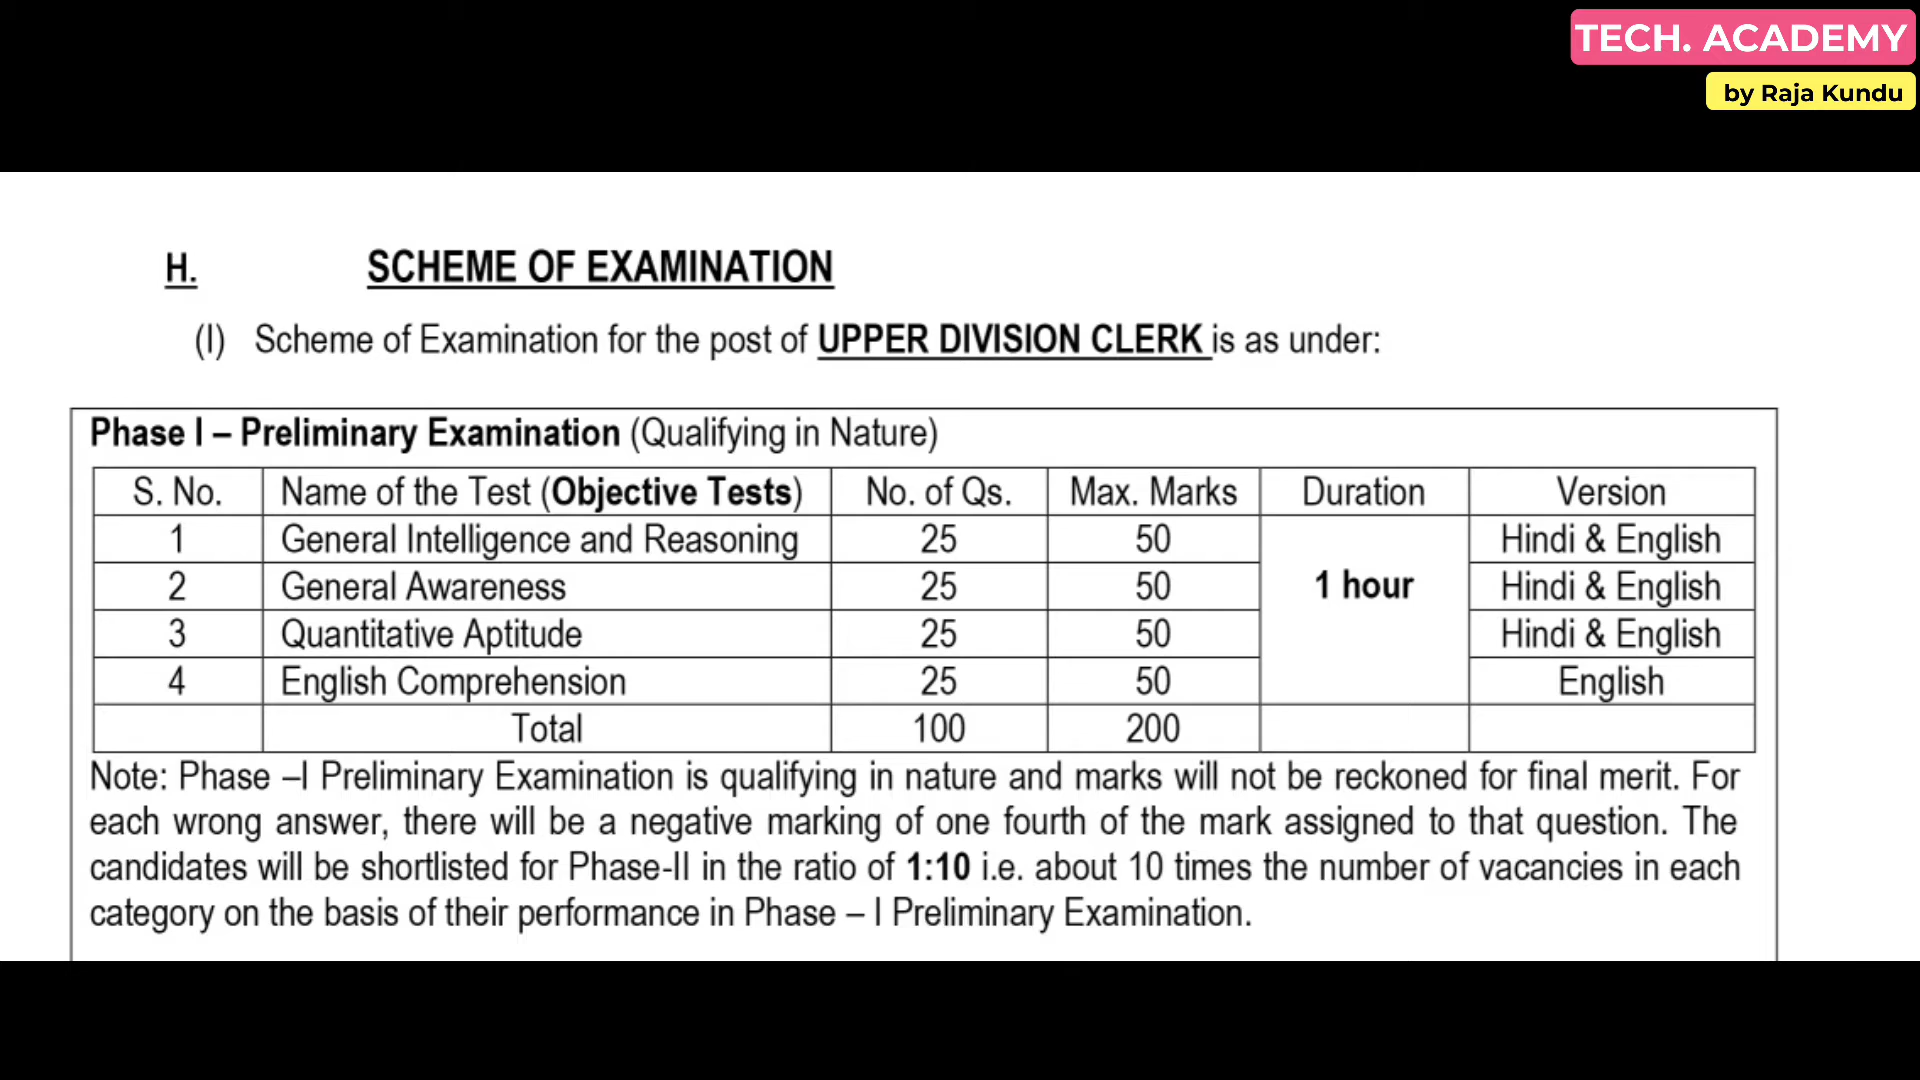 TECH. ACADEMY
by Raja Kundu
H. SCHEME OF EXAMINATION
(I) Scheme of Examination for the post of UPPER DIVISION CLERK is as under:
Phase I – Preliminary Examination (Qualifying in Nature)
S. No. Name of the Test (Objective Tests) No. of Qs. Max. Marks Duration Version
1 General Intelligence and Reasoning 25 50 Hindi & English
2 General Awareness 25 50 1 hour Hindi & English
3 Quantitative Aptitude 25 50 Hindi & English
4 English Comprehension 25 50 English
Total 100 200
Note: Phase –I Preliminary Examination is qualifying in nature and marks will not be reckoned for final merit. For
each wrong answer, there will be a negative marking of one fourth of the mark assigned to that question. The
candidates will be shortlisted for Phase-II in the ratio of 1:10 i.e. about 10 times the number of vacancies in each
category on the basis of their performance in Phase – I Preliminary Examination.